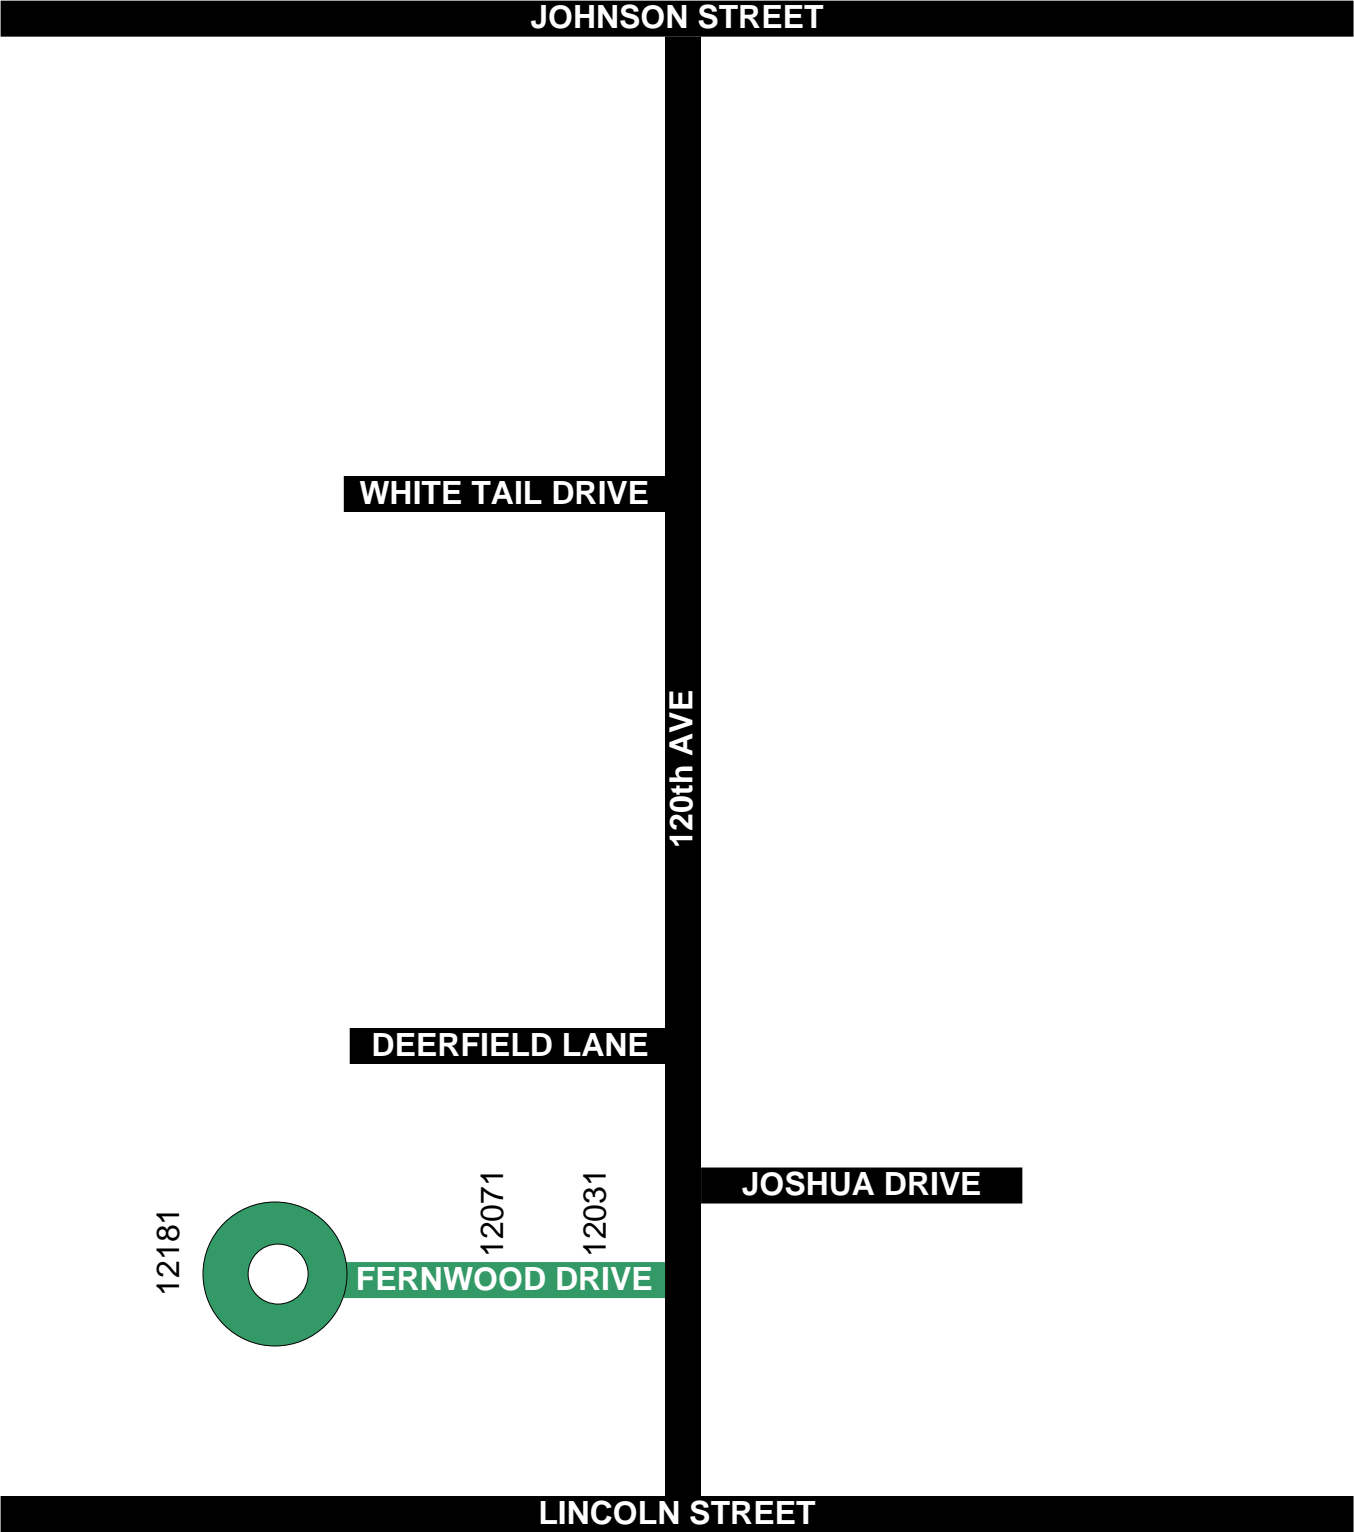 JOHNSON STREET
WHITE TAIL DRIVE
120th AVE
DEERFIELD LANE
JOSHUA DRIVE
12181
12071
12031
FERNWOOD DRIVE
LINCOLN STREET